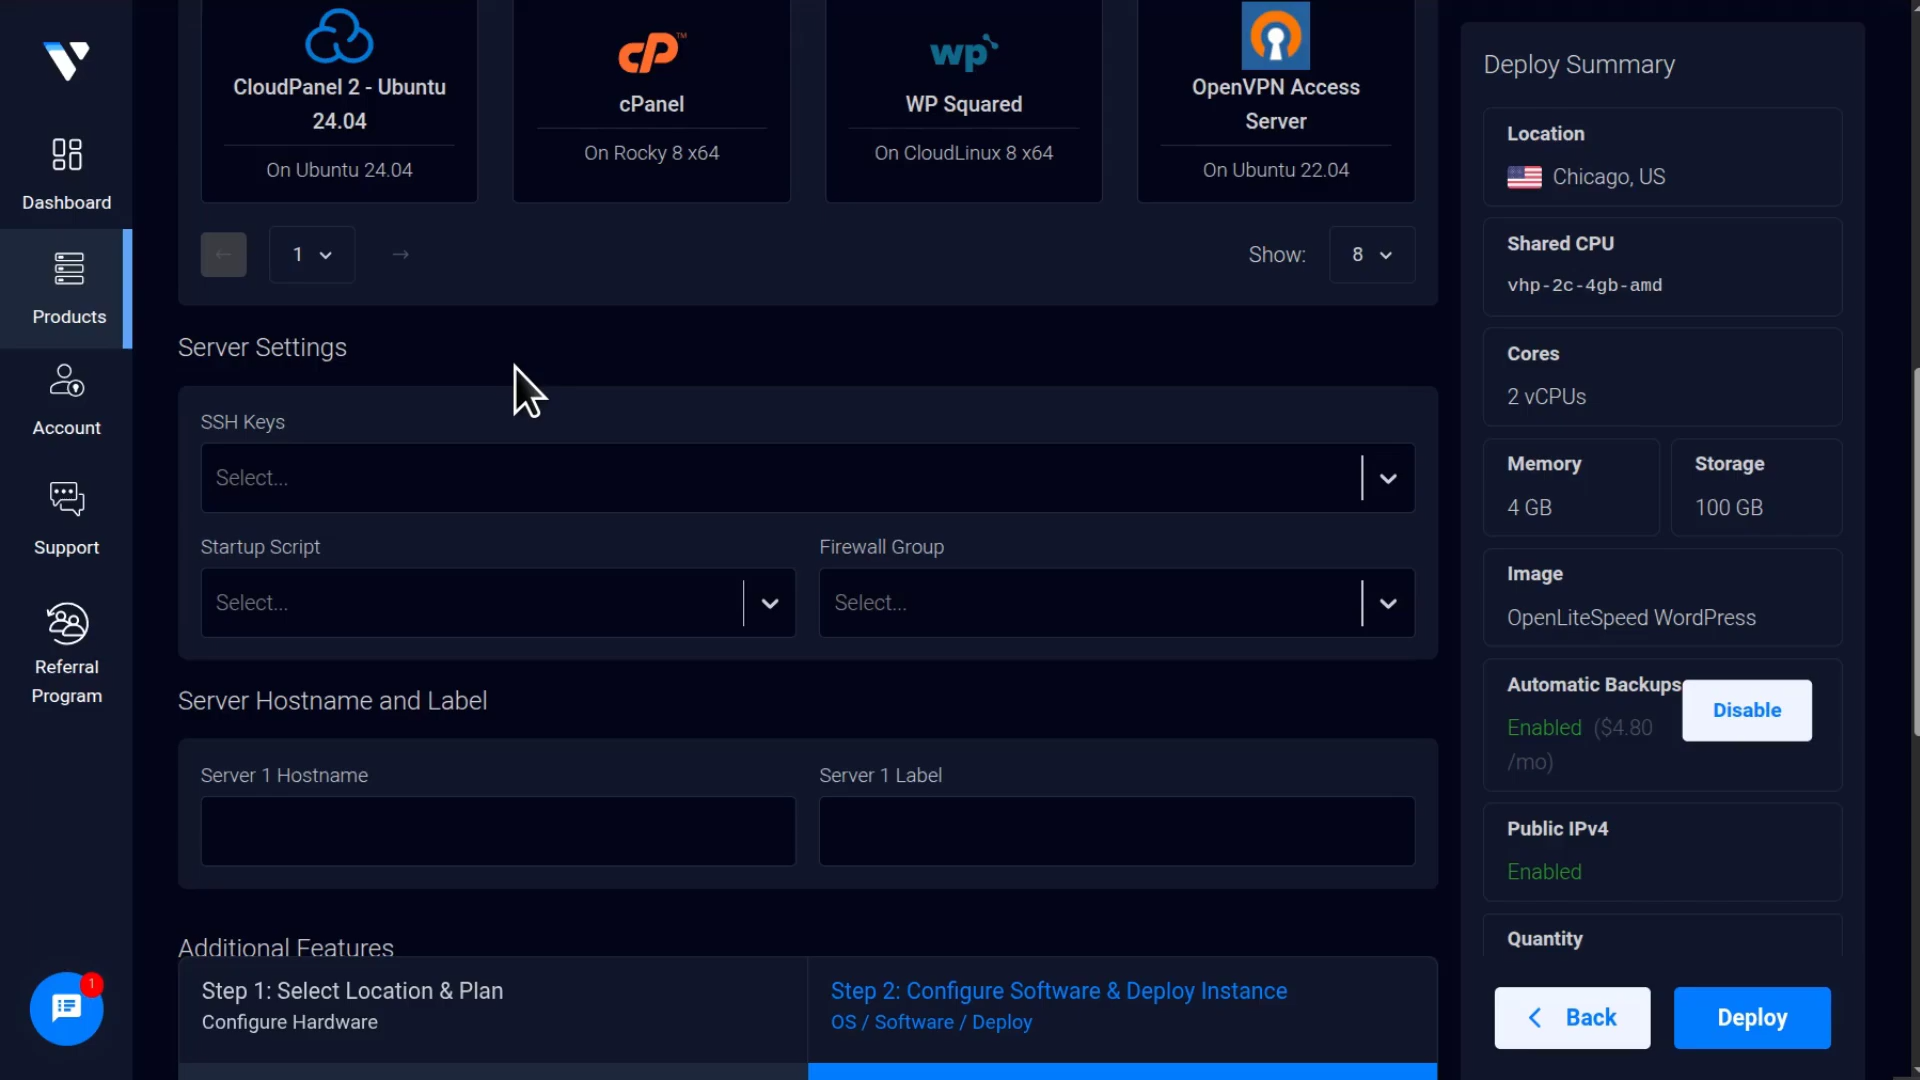 Dashboard
Products
Account
Support
Referral
Program
1
CloudPanel 2 - Ubuntu
24.04
On Ubuntu 24.04
cP™
cPanel
On Rocky 8 x64
wp
WP Squared
On CloudLinux 8 x64
OpenVPN Access
Server
On Ubuntu 22.04
1
Show:
8
Server Settings
SSH Keys
Select...
Startup Script
Select...
Firewall Group
Select...
Server Hostname and Label
Server 1 Hostname
Server 1 Label
Additional Features
Step 1: Select Location & Plan
Configure Hardware
Step 2: Configure Software & Deploy Instance
OS / Software / Deploy
Deploy Summary
Location
Chicago, US
Shared CPU
vhp-2c-4gb-amd
Cores
2 vCPUs
Memory
4 GB
Storage
100 GB
Image
OpenLiteSpeed WordPress
Automatic Backups
Enabled ($4.80
/mo)
Disable
Public IPv4
Enabled
Quantity
Back
Deploy